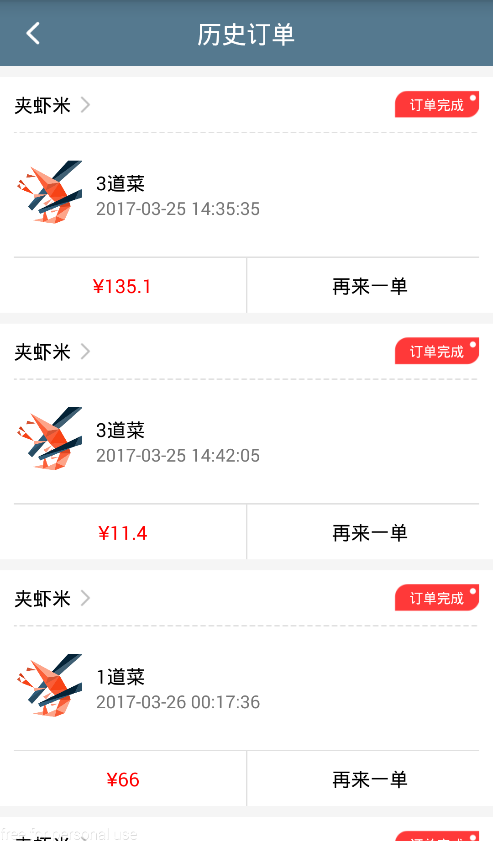 历史订单
夹虾米
订单完成
3道菜
2017-03-25 14:35:35
¥135.1
再来一单
夹虾米
订单完成
3道菜
2017-03-25 14:42:05
¥11.4
再来一单
夹虾米
订单完成
1道菜
2017-03-26 00:17:36
¥66
再来一单
free for personal use